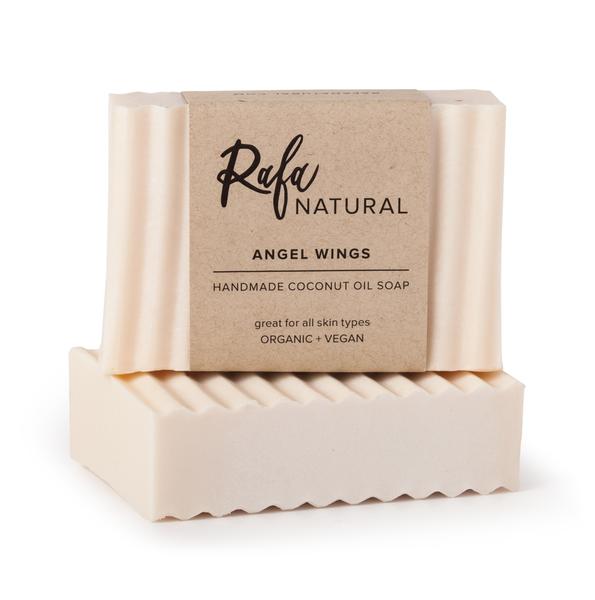 Rafa
NATURAL
ANGEL WINGS
HANDMADE COCONUT OIL SOAP
great for all skin types
ORGANIC + VEGAN